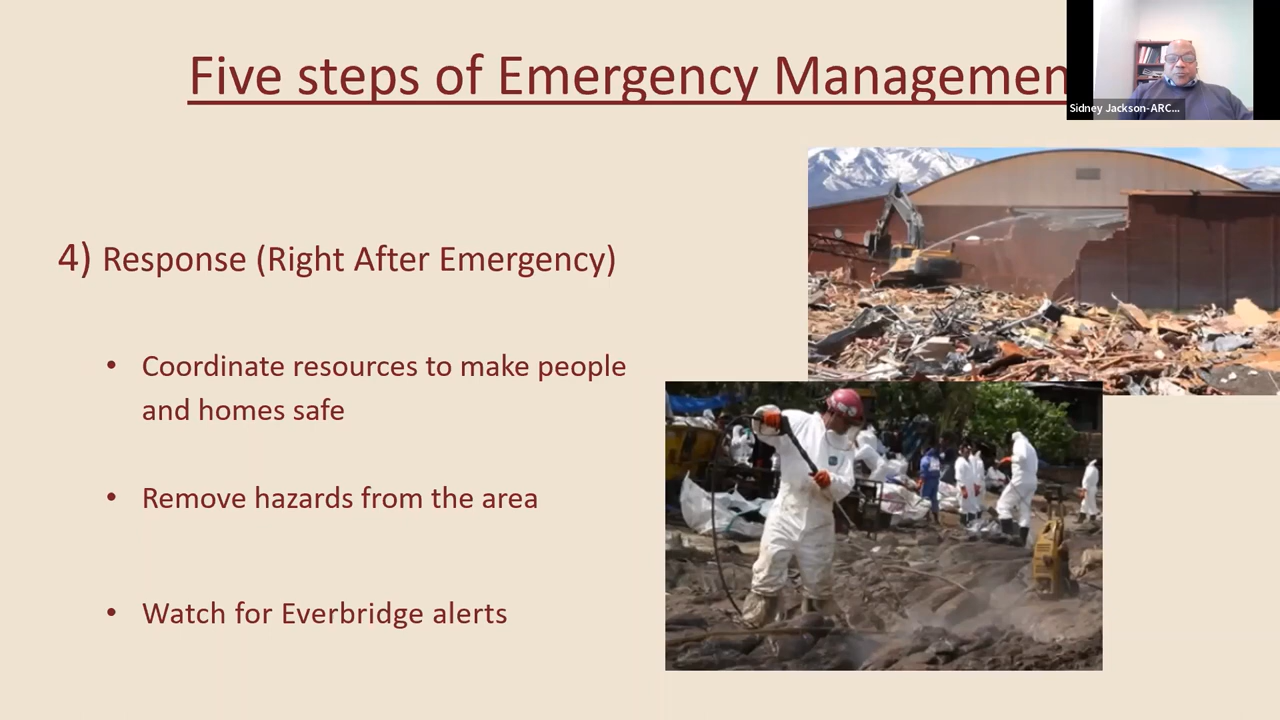 Five steps of Emergency Managemen
Sidney Jackson-ARC...
4) Response (Right After Emergency)
• Coordinate resources to make people
and homes safe
• Remove hazards from the area
• Watch for Everbridge alerts